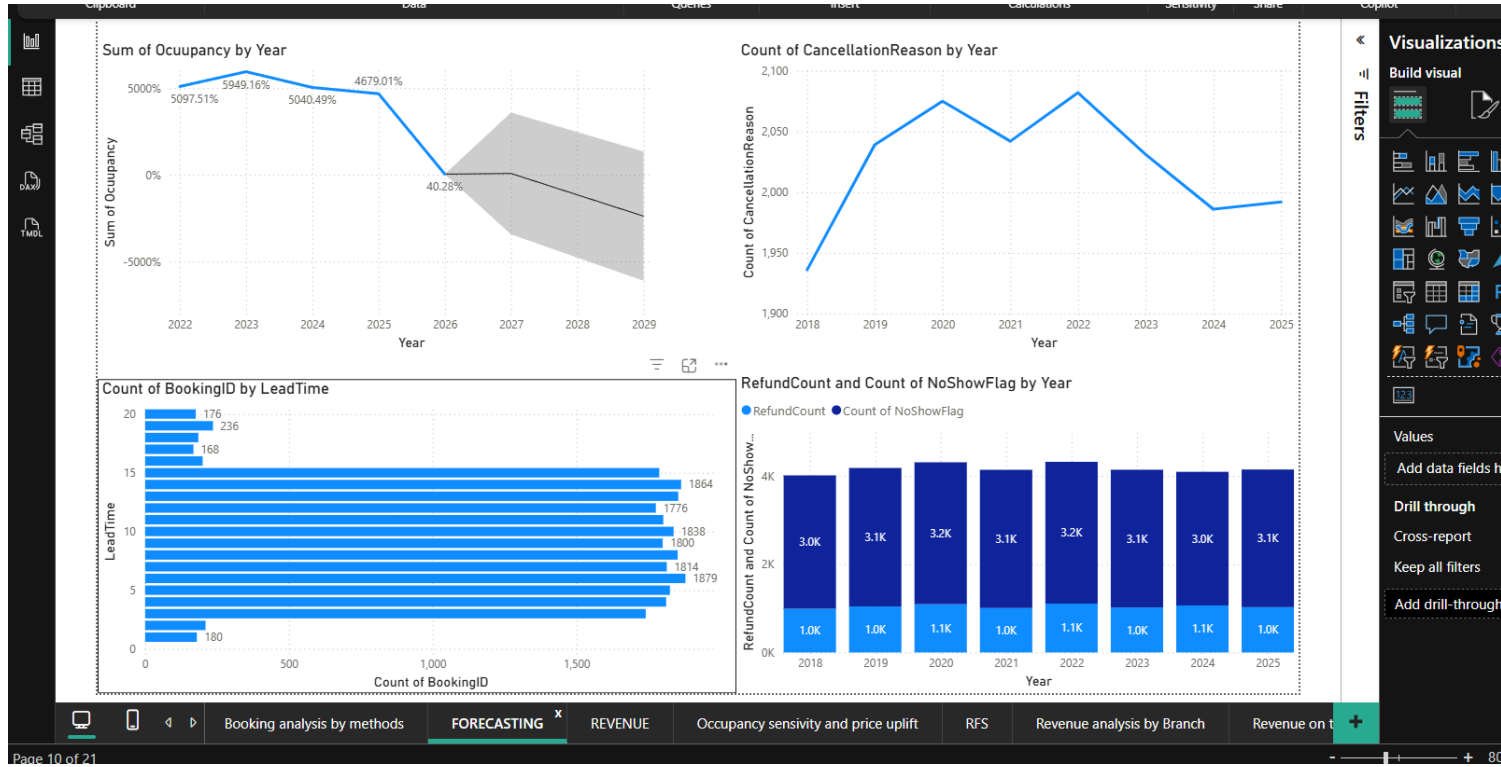 Clipboard Data Queries Insert Calculations Sensitivity Share Copilot
Sum of Ocuupancy by Year
Sum of Ocuupancy
5000%
0%
-5000%
5097.51%
5949.16%
5040.49%
4679.01%
40.28%
2022 2023 2024 2025 2026 2027 2028 2029
Year
Count of CancellationReason by Year
Count of CancellationReason
2,100
2,050
2,000
1,950
1,900
2018 2019 2020 2021 2022 2023 2024 2025
Year
Count of BookingID by LeadTime
LeadTime
20
15
10
5
0
176
236
168
1864
1776
1838
1800
1814
1879
180
0 500 1,000 1,500
Count of BookingID
RefundCount and Count of NoShowFlag by Year
RefundCount Count of NoShowFlag
RefundCount and Count of NoShow...
4K
2K
0K
3.0K 3.1K 3.2K 3.1K 3.2K 3.1K 3.0K 3.1K
1.0K 1.0K 1.1K 1.0K 1.1K 1.0K 1.1K 1.0K
2018 2019 2020 2021 2022 2023 2024 2025
Year
Filters
Visualizations
Build visual
123
Values
Add data fields h
Drill through
Cross-report
Keep all filters
Add drill-through
DAX
TMDL
Booking analysis by methods FORECASTING x REVENUE Occupancy sensivity and price uplift RFS Revenue analysis by Branch Revenue on t +
Page 10 of 21
- + 80